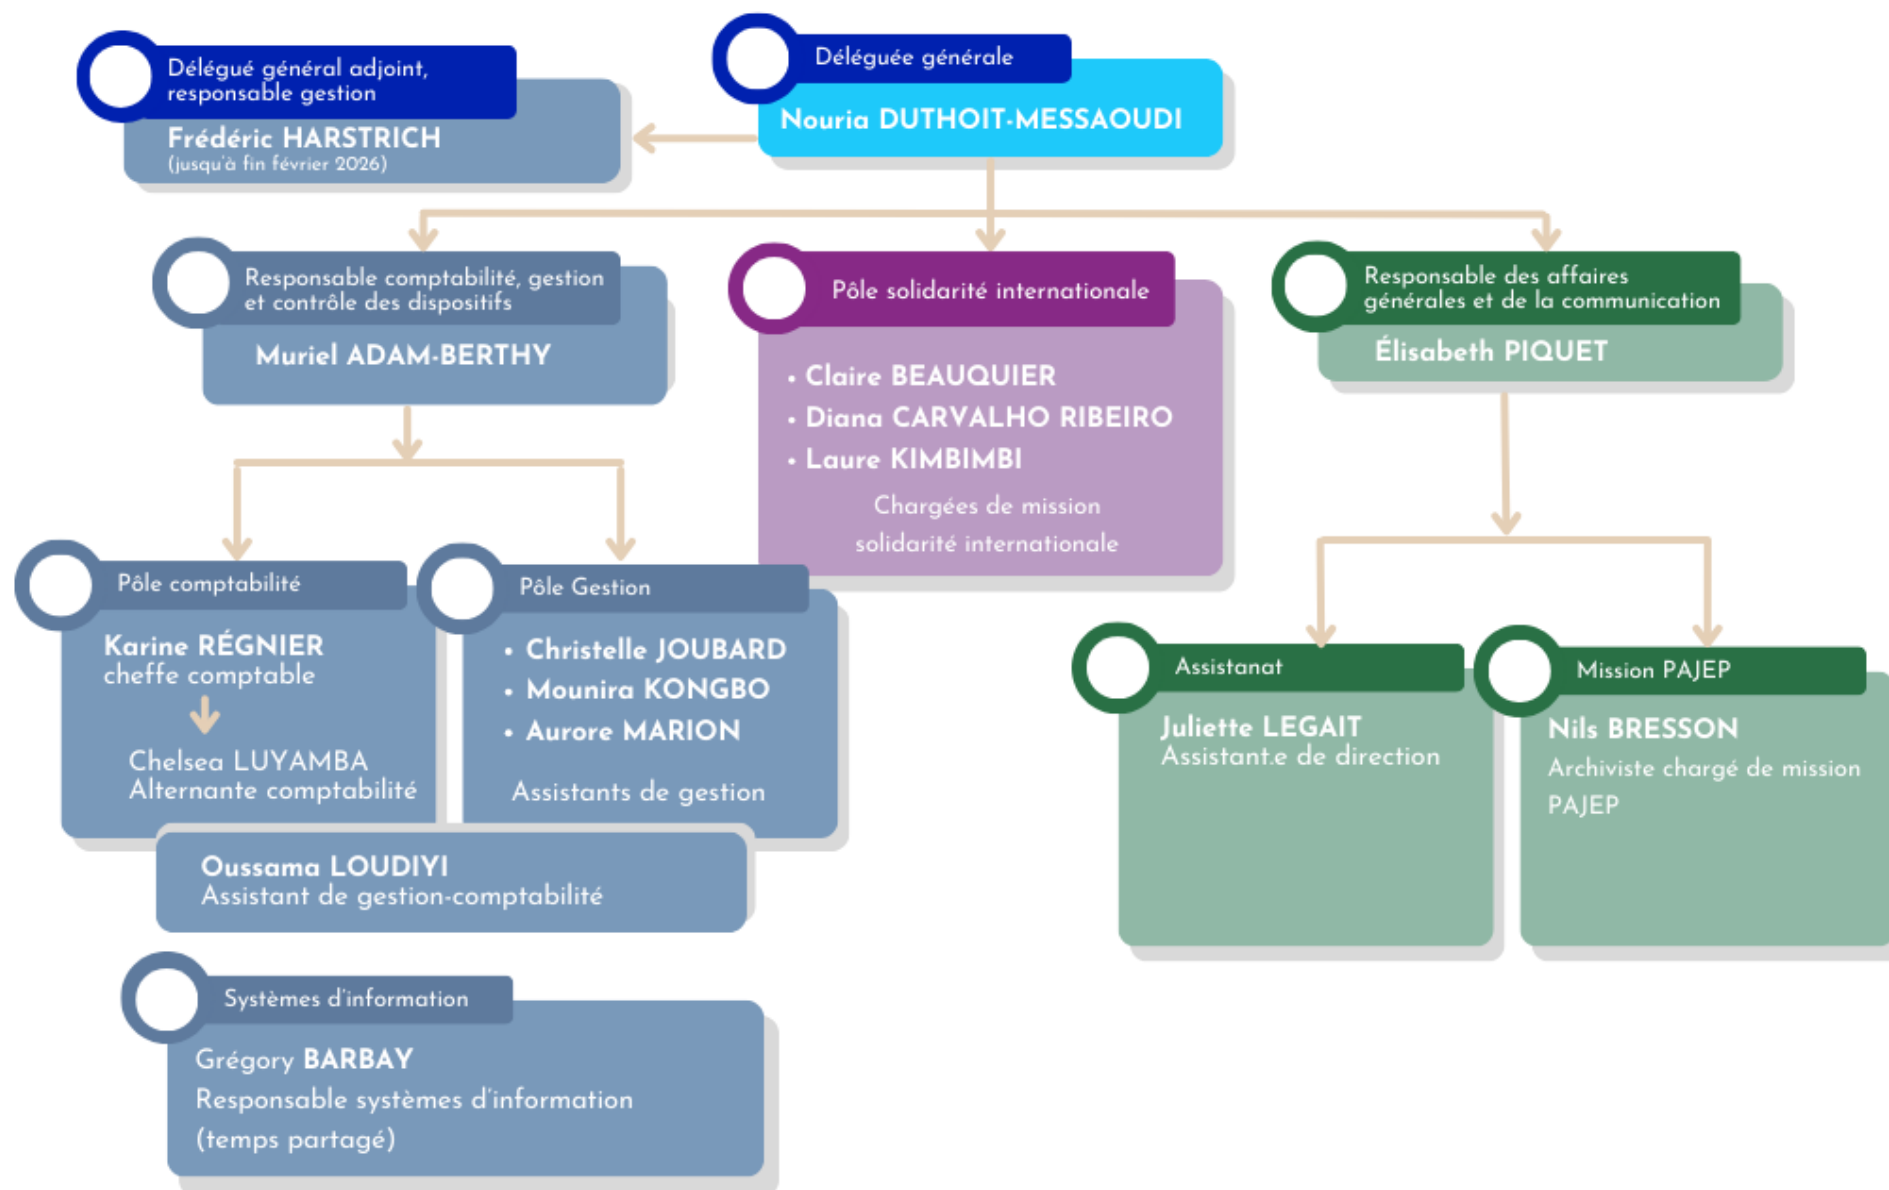 Délégué général adjoint,
responsable gestion
Frédéric HARSTRICH
(jusqu'à fin février 2026)
Déléguée générale
Nouria DUTHOIT-MESSAOUDI
Responsable comptabilité, gestion
et contrôle des dispositifs
Muriel ADAM-BERTHY
Pôle solidarité internationale
• Claire BEAUQUIER
• Diana CARVALHO RIBEIRO
• Laure KIMBIMBI
Chargées de mission
solidarité internationale
Responsable des affaires
générales et de la communication
Élisabeth PIQUET
Pôle comptabilité
Karine RÉGNIER
cheffe comptable
Chelsea LUYAMBA
Alternante comptabilité
Pôle Gestion
• Christelle JOUBARD
• Mounira KONGBO
• Aurore MARION
Assistants de gestion
Oussama LOUDIYI
Assistant de gestion-comptabilité
Assistanat
Juliette LEGAIT
Assistant.e de direction
Mission PAJEP
Nils BRESSON
Archiviste chargé de mission
PAJEP
Systèmes d'information
Grégory BARBAY
Responsable systèmes d'information
(temps partagé)